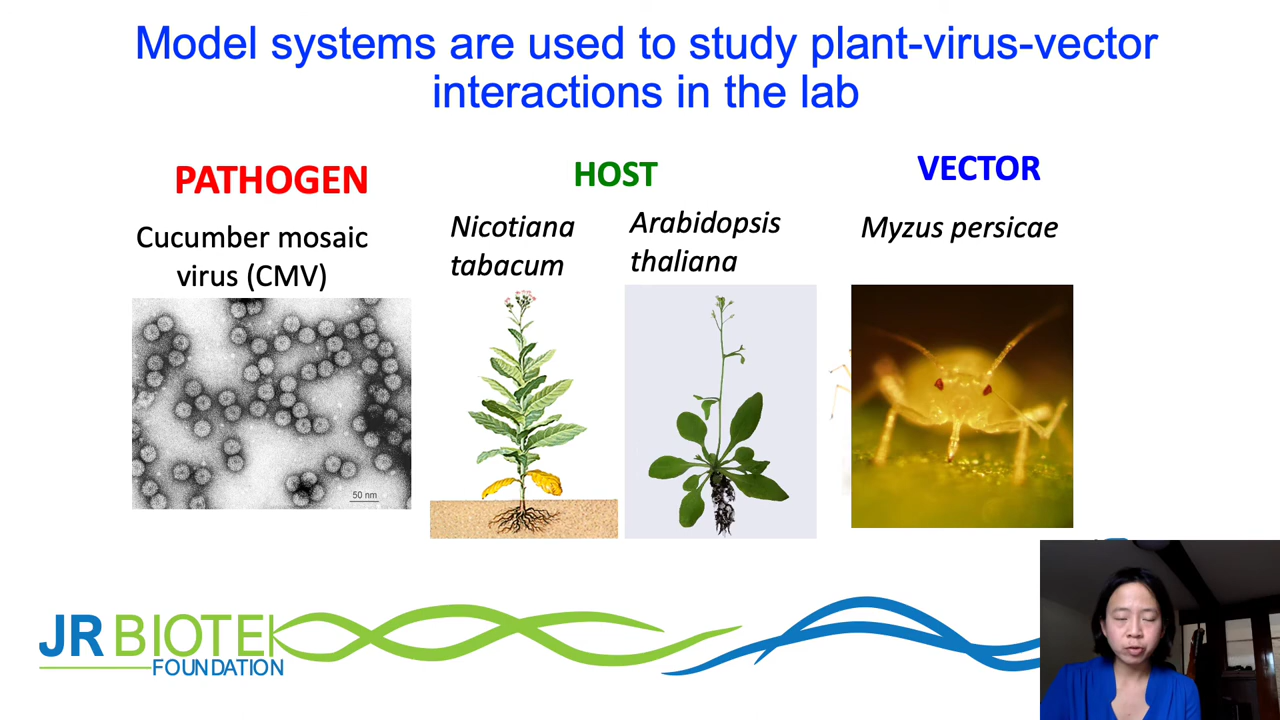 Model systems are used to study plant-virus-vector
interactions in the lab
PATHOGEN
HOST
VECTOR
Cucumber mosaic
virus (CMV)
Nicotiana
tabacum
Arabidopsis
thaliana
Myzus persicae
50 nm
JR BIOTEK
FOUNDATION